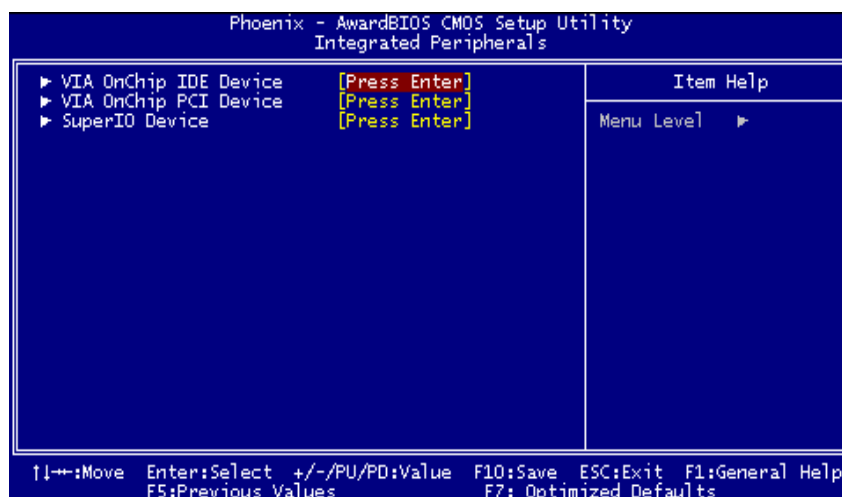 Phoenix - AwardBIOS CMOS Setup Utility
Integrated Peripherals
► VIA OnChip IDE Device [Press Enter]
► VIA OnChip PCI Device [Press Enter]
► SuperIO Device [Press Enter]
Item Help
Menu Level ►
↑↓→←:Move Enter:Select +/-/PU/PD:Value F10:Save ESC:Exit F1:General Help
F5:Previous Values F7: Optimized Defaults